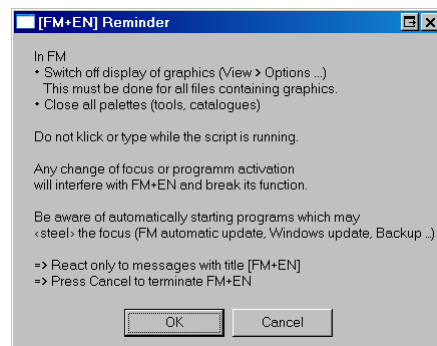 [FM+EN] Reminder
In FM
• Switch off display of graphics (View > Options ...)
This must be done for all files containing graphics.
• Close all palettes (tools, catalogues)
Do not klick or type while the script is running.
Any change of focus or programm activation
will interfere with FM+EN and break its function.
Be aware of automatically starting programs which may
‹steel› the focus (FM automatic update, Windows update, Backup ..)
=> React only to messages with title [FM+EN]
=> Press Cancel to terminate FM+EN
OK Cancel